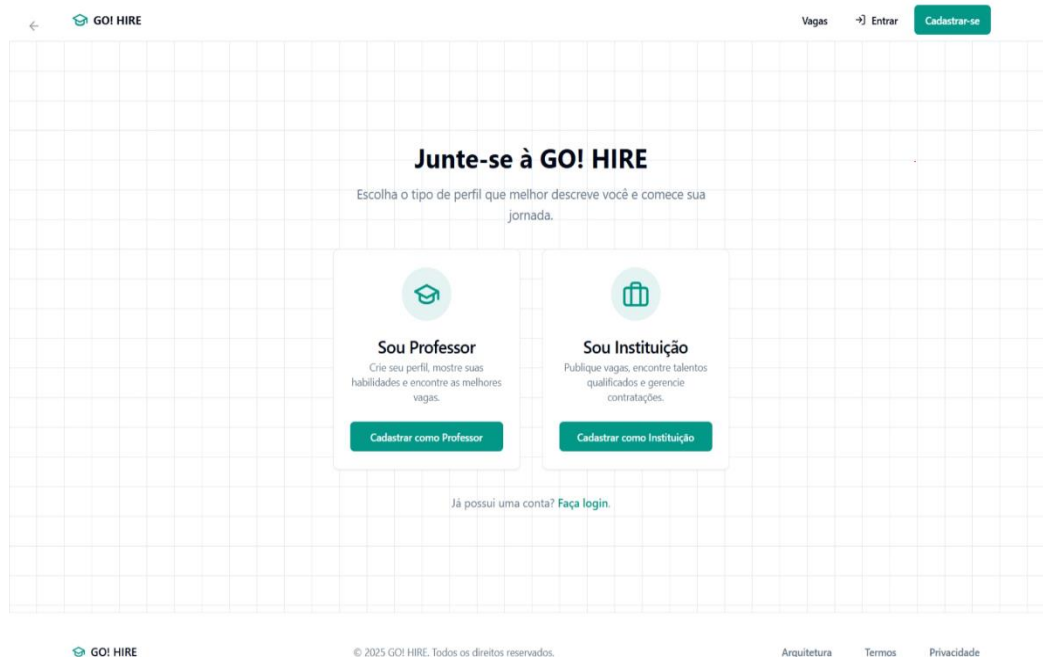 GO! HIRE
Vagas
Entrar
Cadastrar-se
Junte-se à GO! HIRE
Escolha o tipo de perfil que melhor descreve você e comece sua
jornada.
Sou Professor
Crie seu perfil, mostre suas
habilidades e encontre as melhores
vagas.
Cadastrar como Professor
Sou Instituição
Publique vagas, encontre talentos
qualificados e gerencie
contratações.
Cadastrar como Instituição
Já possui uma conta? Faça login.
GO! HIRE
© 2025 GO! HIRE. Todos os direitos reservados.
Arquitetura
Termos
Privacidade